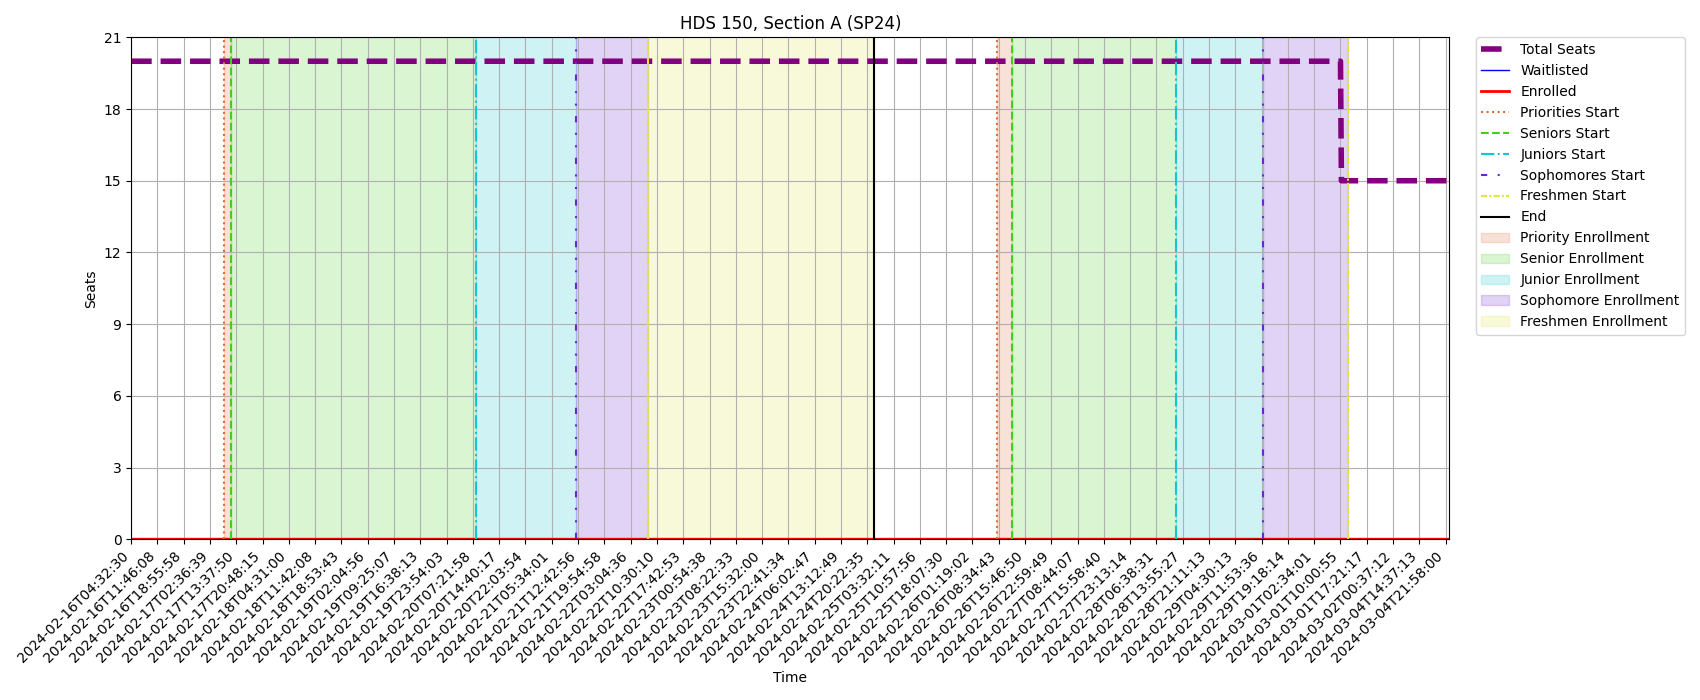 HDS 150, Section A (SP24)
21
18
15
12
9
6
3
0
Seats
2024-02-16T04:32:30
2024-02-16T11:46:08
2024-02-16T18:55:58
2024-02-17T02:36:39
2024-02-17T13:37:50
2024-02-17T20:48:15
2024-02-18T04:31:00
2024-02-18T11:42:08
2024-02-18T18:53:43
2024-02-19T02:04:56
2024-02-19T09:25:07
2024-02-19T16:38:13
2024-02-19T23:54:03
2024-02-20T07:21:58
2024-02-20T14:40:17
2024-02-20T22:03:54
2024-02-21T05:34:01
2024-02-21T12:42:56
2024-02-21T19:54:58
2024-02-22T03:04:36
2024-02-22T10:30:10
2024-02-22T17:42:53
2024-02-23T00:54:38
2024-02-23T08:22:33
2024-02-23T15:32:00
2024-02-23T22:41:34
2024-02-24T06:02:47
2024-02-24T13:12:49
2024-02-24T20:22:35
2024-02-25T03:32:11
2024-02-25T10:57:56
2024-02-25T18:07:30
2024-02-26T01:19:02
2024-02-26T08:34:43
2024-02-26T15:46:50
2024-02-26T22:59:49
2024-02-27T08:44:07
2024-02-27T15:58:40
2024-02-27T23:13:14
2024-02-28T06:38:31
2024-02-28T13:55:27
2024-02-28T21:11:13
2024-02-29T04:30:13
2024-02-29T11:53:36
2024-02-29T19:18:14
2024-03-01T02:34:01
2024-03-01T10:00:55
2024-03-01T17:21:17
2024-03-02T00:37:12
2024-03-04T14:37:13
2024-03-04T21:58:00
Time
Total Seats
Waitlisted
Enrolled
Priorities Start
Seniors Start
Juniors Start
Sophomores Start
Freshmen Start
End
Priority Enrollment
Senior Enrollment
Junior Enrollment
Sophomore Enrollment
Freshmen Enrollment